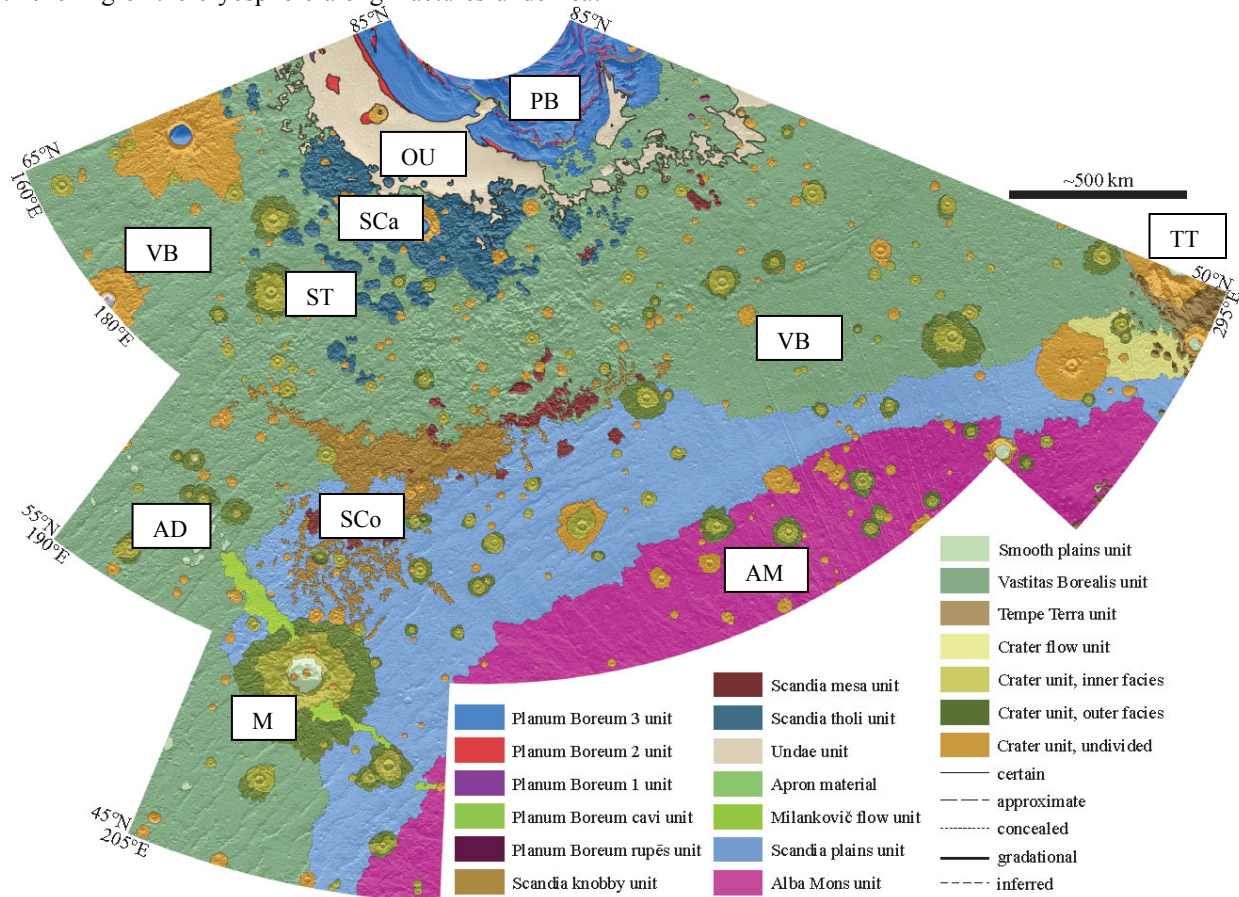 85°N
85°N
PB
OU
65°N
160°E
~500 km
SCa
TT
VB
50°N
295°E
ST
180°E
VB
55°N
190°E
AD
SCo
AM
M
45°N
205°E
Planum Boreum 3 unit
Planum Boreum 2 unit
Planum Boreum 1 unit
Planum Boreum cavi unit
Planum Boreum rupēs unit
Scandia knobby unit
Scandia mesa unit
Scandia tholi unit
Undae unit
Apron material
Milankovič flow unit
Scandia plains unit
Alba Mons unit
Smooth plains unit
Vastitas Borealis unit
Tempe Terra unit
Crater flow unit
Crater unit, inner facies
Crater unit, outer facies
Crater unit, undivided
certain
approximate
concealed
gradational
inferred